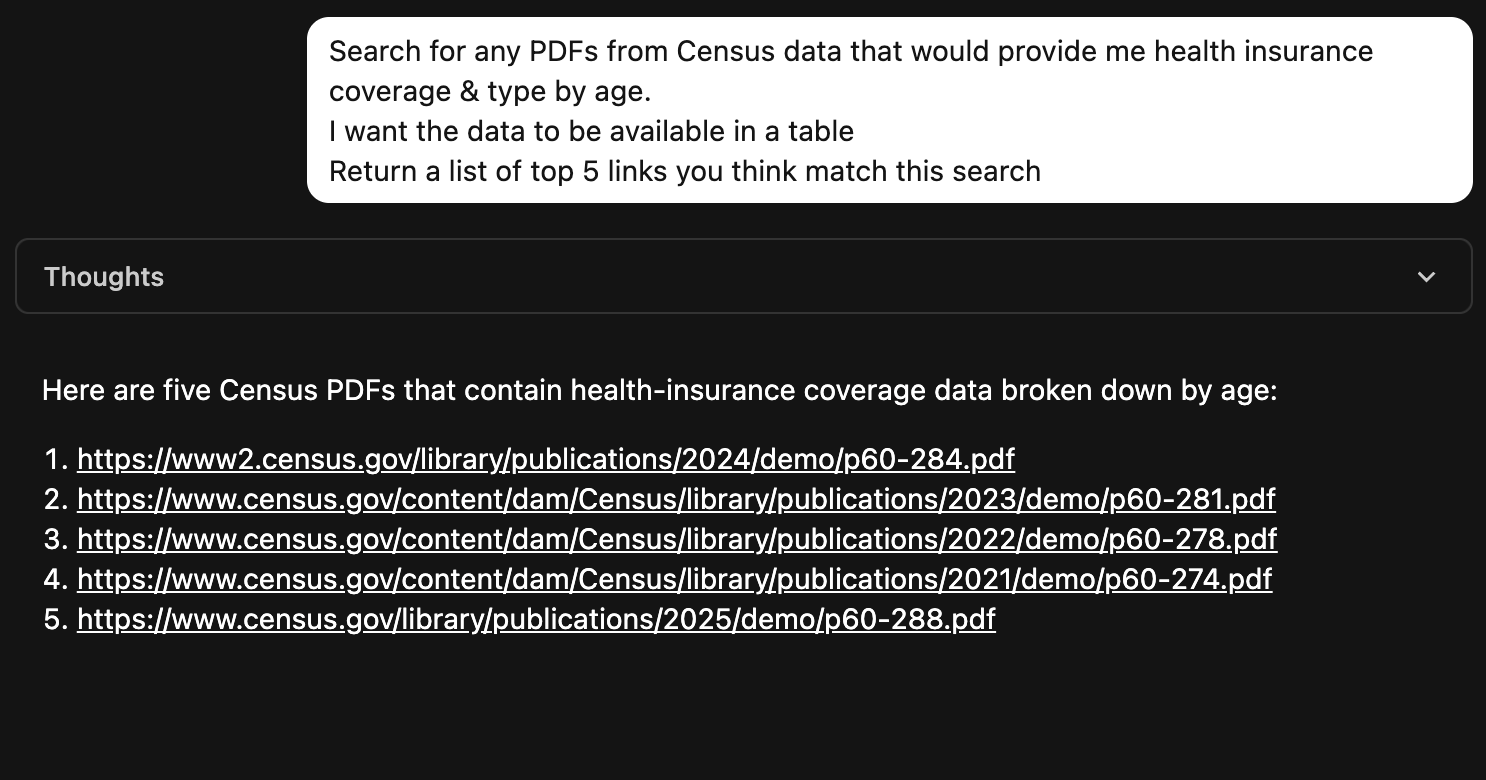 Search for any PDFs from Census data that would provide me health insurance
coverage & type by age.
I want the data to be available in a table
Return a list of top 5 links you think match this search
Thoughts
Here are five Census PDFs that contain health-insurance coverage data broken down by age:
1. https://www2.census.gov/library/publications/2024/demo/p60-284.pdf
2. https://www.census.gov/content/dam/Census/library/publications/2023/demo/p60-281.pdf
3. https://www.census.gov/content/dam/Census/library/publications/2022/demo/p60-278.pdf
4. https://www.census.gov/content/dam/Census/library/publications/2021/demo/p60-274.pdf
5. https://www.census.gov/library/publications/2025/demo/p60-288.pdf